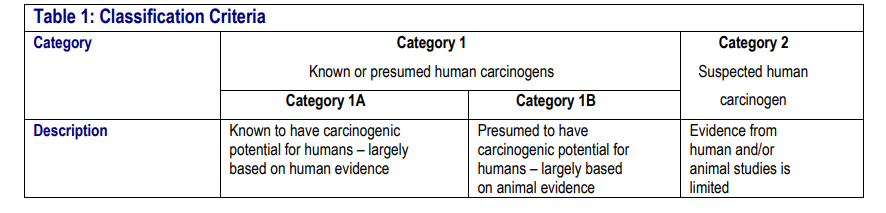 Table 1: Classification Criteria
Category
Category 1
Known or presumed human carcinogens
Category 2
Suspected human
carcinogen
Category 1A
Category 1B
Description
Known to have carcinogenic
potential for humans – largely
based on human evidence
Presumed to have
carcinogenic potential for
humans – largely based
on animal evidence
Evidence from
human and/or
animal studies is
limited